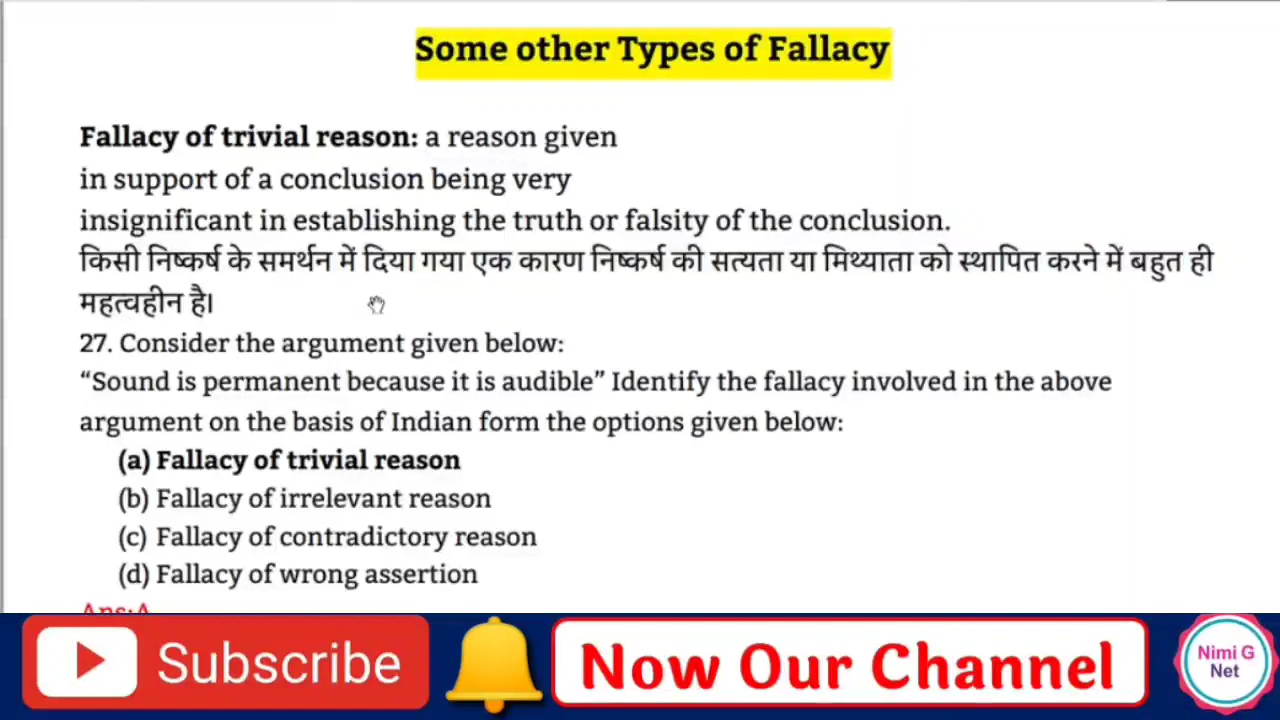 Some other Types of Fallacy
Fallacy of trivial reason: a reason given
in support of a conclusion being very
insignificant in establishing the truth or falsity of the conclusion.
किसी निष्कर्ष के समर्थन में दिया गया एक कारण निष्कर्ष की सत्यता या मिथ्याता को स्थापित करने में बहुत ही
महत्वहीन है।
27. Consider the argument given below:
“Sound is permanent because it is audible” Identify the fallacy involved in the above
argument on the basis of Indian form the options given below:
(a) Fallacy of trivial reason
(b) Fallacy of irrelevant reason
(c) Fallacy of contradictory reason
(d) Fallacy of wrong assertion
Ans:A
Subscribe
Now Our Channel
Nimi G
Net